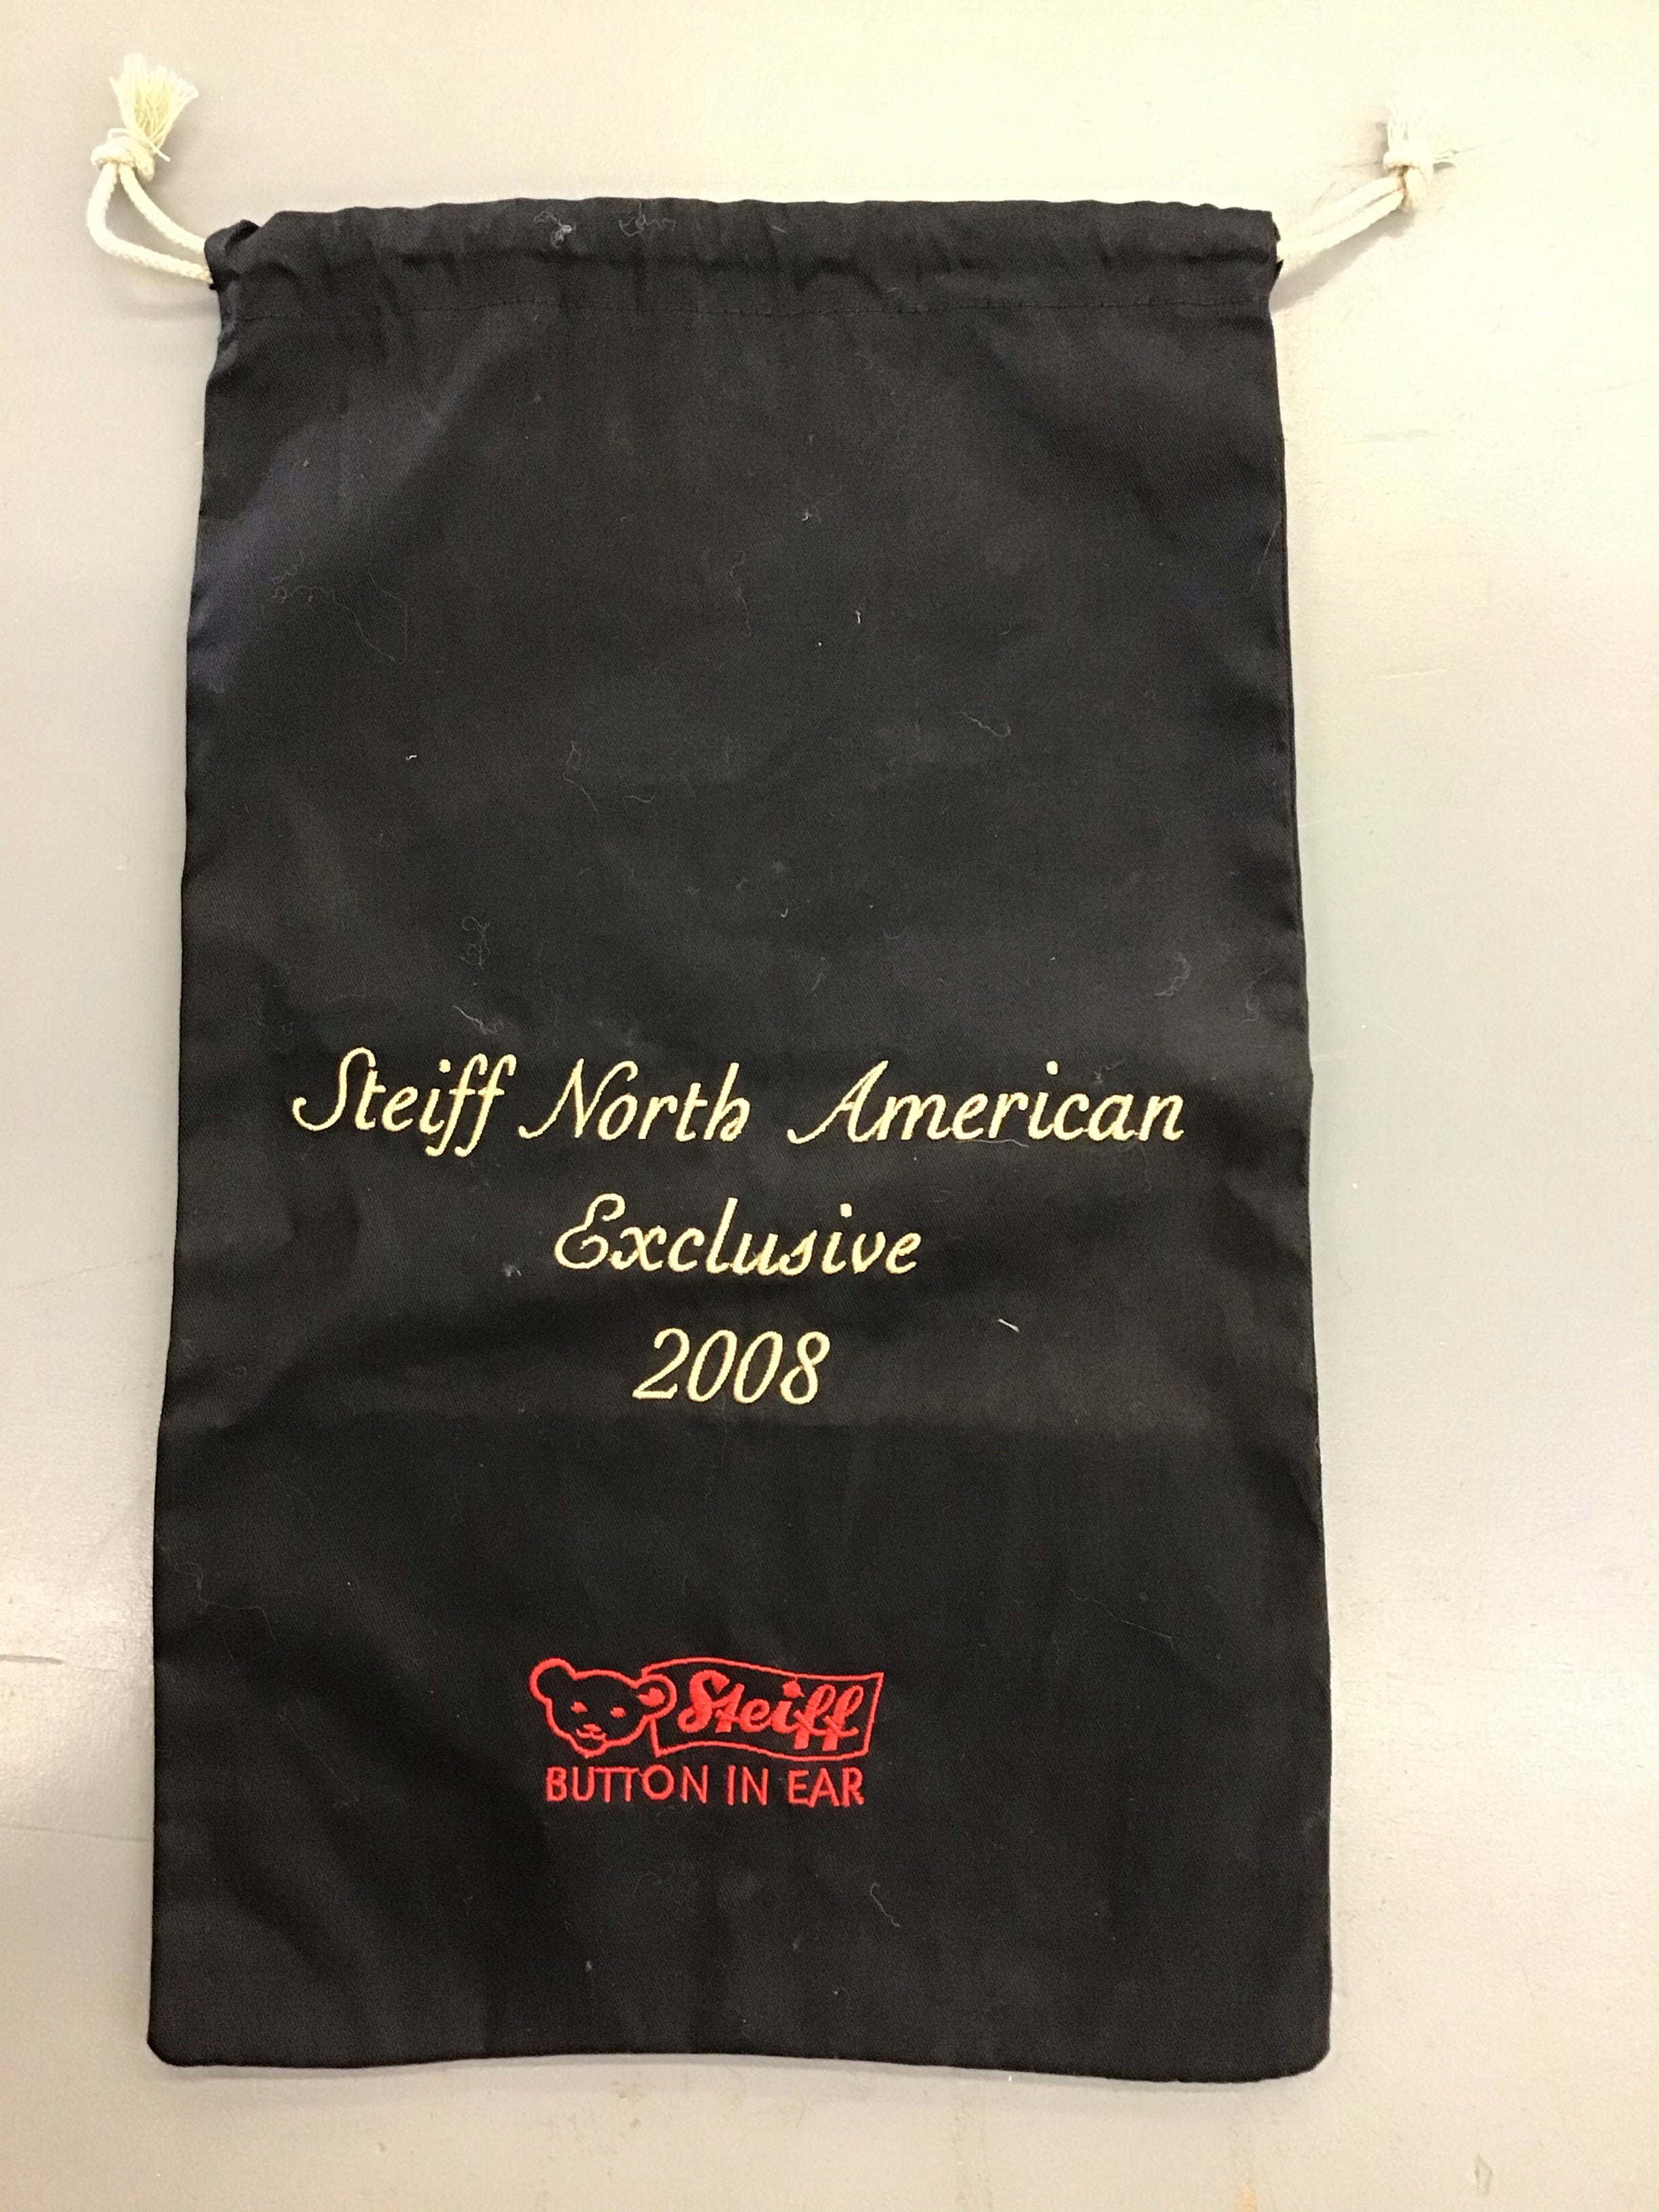 Steiff North American
Exclusive
2008
Steiff
BUTTON IN EAR